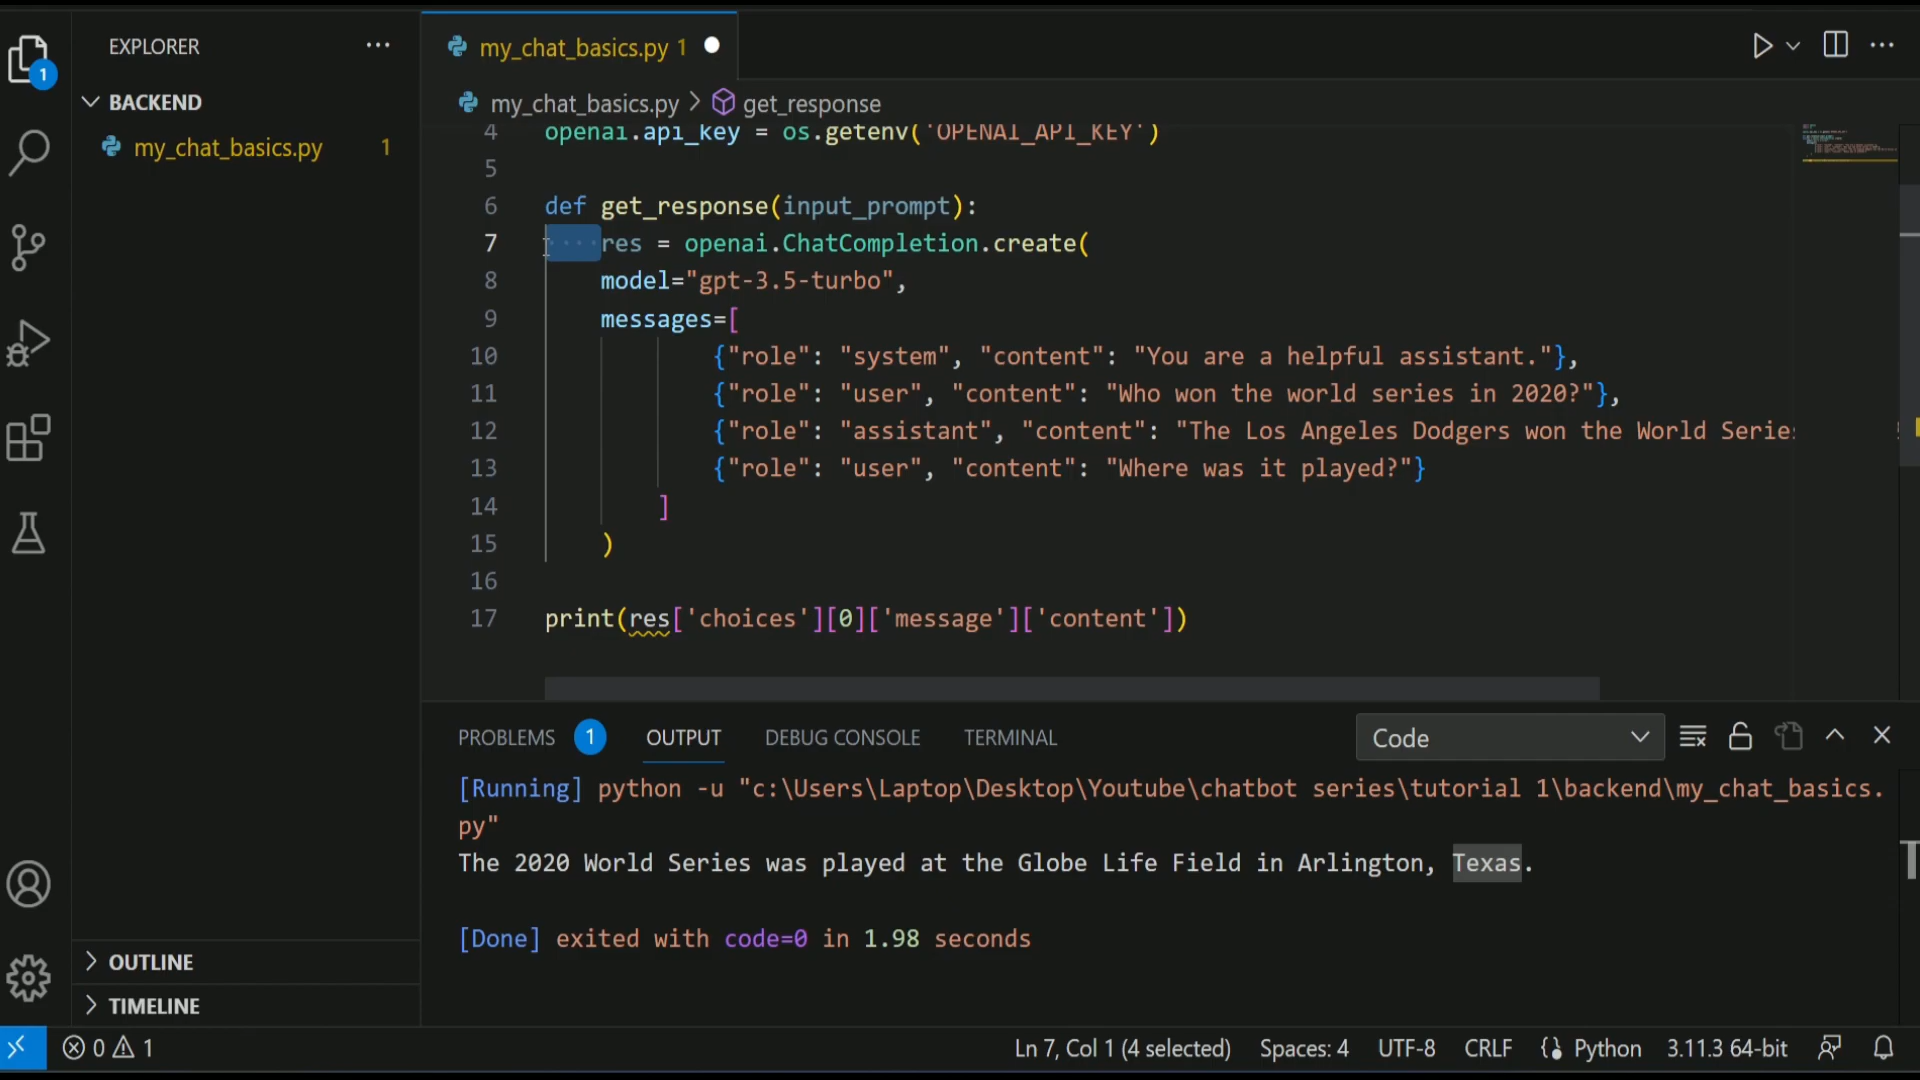 EXPLORER
1
BACKEND
my_chat_basics.py 1
OUTLINE
TIMELINE
my_chat_basics.py 1
my_chat_basics.py > get_response
4 openai.api_key = os.getenv('OPENAI_API_KEY')
5
6 def get_response(input_prompt):
7 ····res = openai.ChatCompletion.create(
8 model="gpt-3.5-turbo",
9 messages=[
10 {"role": "system", "content": "You are a helpful assistant."},
11 {"role": "user", "content": "Who won the world series in 2020?"},
12 {"role": "assistant", "content": "The Los Angeles Dodgers won the World Series
13 {"role": "user", "content": "Where was it played?"}
14 ]
15 )
16
17 print(res['choices'][0]['message']['content'])
PROBLEMS 1 OUTPUT DEBUG CONSOLE TERMINAL Code
[Running] python -u "c:\Users\Laptop\Desktop\Youtube\chatbot series\tutorial 1\backend\my_chat_basics.
py"
The 2020 World Series was played at the Globe Life Field in Arlington, Texas.
[Done] exited with code=0 in 1.98 seconds
0 1 Ln 7, Col 1 (4 selected) Spaces: 4 UTF-8 CRLF Python 3.11.3 64-bit